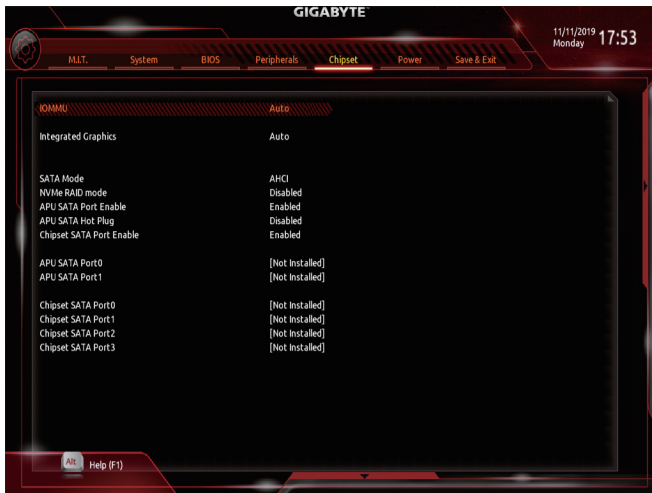 GIGABYTE
11/11/2019 Monday 17:53
M.I.T. System BIOS Peripherals Chipset Power Save & Exit
IOMMU Auto
Integrated Graphics Auto
SATA Mode AHCI
NVMe RAID mode Disabled
APU SATA Port Enable Enabled
APU SATA Hot Plug Disabled
Chipset SATA Port Enable Enabled
APU SATA Port0 [Not Installed]
APU SATA Port1 [Not Installed]
Chipset SATA Port0 [Not Installed]
Chipset SATA Port1 [Not Installed]
Chipset SATA Port2 [Not Installed]
Chipset SATA Port3 [Not Installed]
Alt Help (F1)